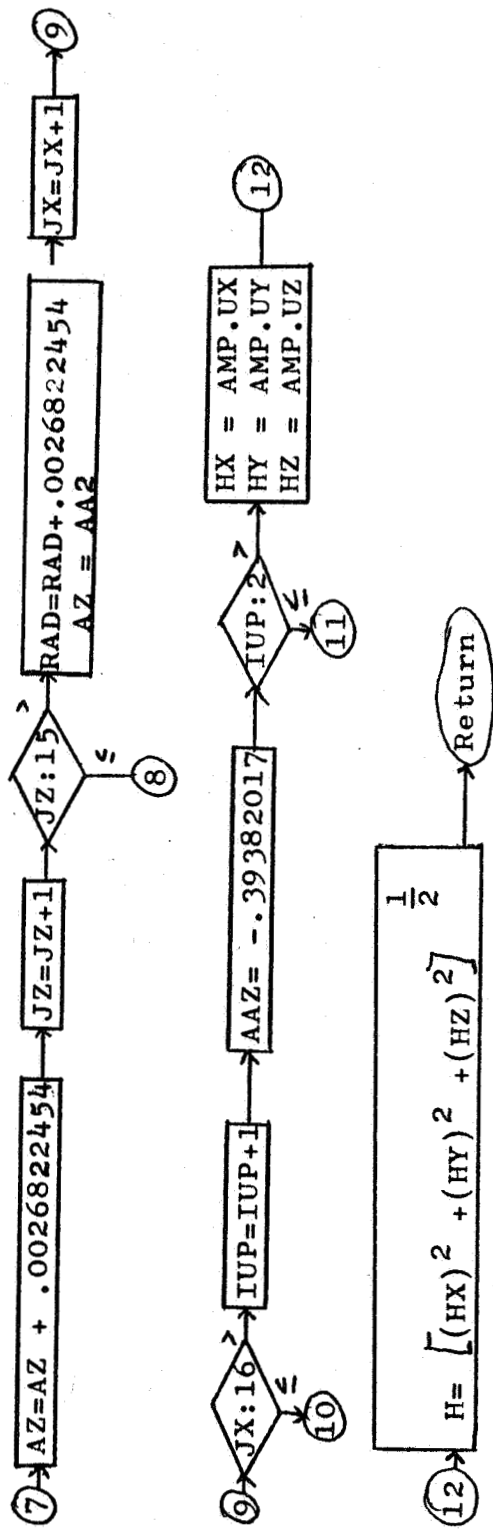 7
AZ=AZ + .0026822454
JZ=JZ+1
JZ:15
>
≤
8
RAD=RAD+.0026822454
AZ = AA2
JX=JX+1
9
9
JX:16
>
≤
10
IUP=IUP+1
AAZ= -.39382017
IUP:2
>
≤
11
HX = AMP.UX
HY = AMP.UY
HZ = AMP.UZ
12
12
H= [(HX)² +(HY)² +(HZ)²] 1/2
Return